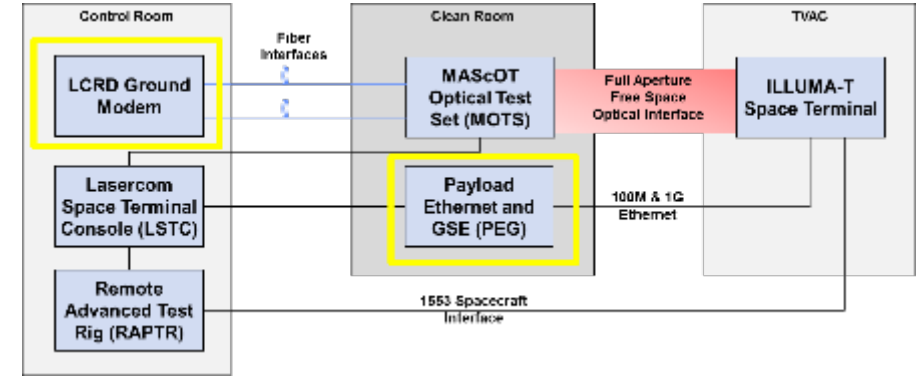 Control Room
Clean Room
TVAC
Fiber
Interfaces
LCRD Ground
Modem
MAScOT
Optical Test
Set (MOTS)
Full Aperture
Free Space
Optical Interface
ILLUMA-T
Space Terminal
Lasercom
Space Terminal
Console (LSTC)
Payload
Ethernet and
GSE (PEG)
100M & 1G
Ethernet
Remote
Advanced Test
Rig (RAPTR)
1553 Spacecraft
Interface